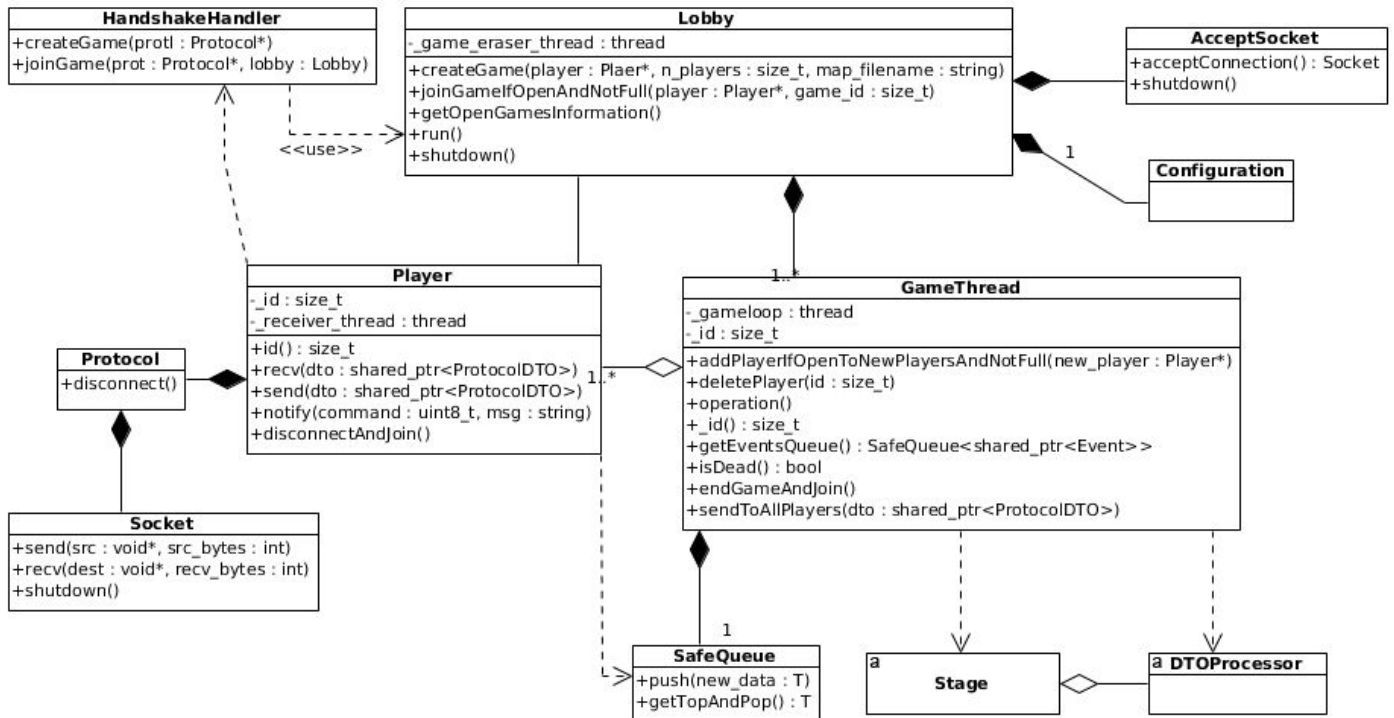 HandshakeHandler
+createGame(protl : Protocol*)
+joinGame(prot : Protocol*, lobby : Lobby)
<<use>>
Lobby
-_game_eraser_thread : thread
+createGame(player : Plaer*, n_players : size_t, map_filename : string)
+joinGameIfOpenAndNotFull(player : Player*, game_id : size_t)
+getOpenGamesInformation()
+run()
+shutdown()
AcceptSocket
+acceptConnection() : Socket
+shutdown()
1
Configuration
Player
-_id : size_t
-_receiver_thread : thread
+id() : size_t
+recv(dto : shared_ptr<ProtocolDTO>)
+send(dto : shared_ptr<ProtocolDTO>)
+notify(command : uint8_t, msg : string)
+disconnectAndJoin()
1..*
1..*
GameThread
-_gameloop : thread
-_id : size_t
+addPlayerIfOpenToNewPlayersAndNotFull(new_player : Player*)
+deletePlayer(id : size_t)
+operation()
+_id() : size_t
+getEventsQueue() : SafeQueue<shared_ptr<Event>>
+isDead() : bool
+endGameAndJoin()
+sendToAllPlayers(dto : shared_ptr<ProtocolDTO>)
Protocol
+disconnect()
Socket
+send(src : void*, src_bytes : int)
+recv(dest : void*, recv_bytes : int)
+shutdown()
1
SafeQueue
+push(new_data : T)
+getTopAndPop() : T
a
Stage
a DTOProcessor